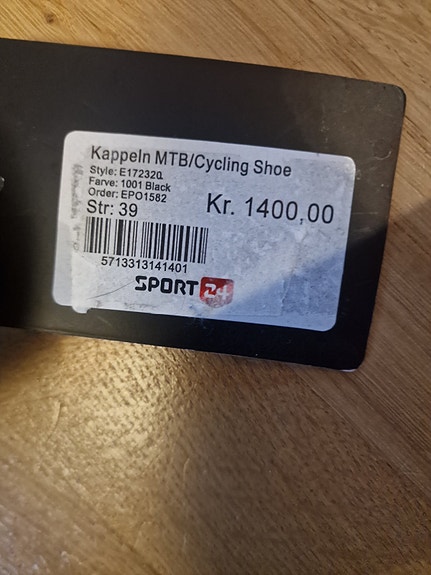 Kappeln MTB/Cycling Shoe
Style: E172320
Farve: 1001 Black
Order: EPO1582
Str: 39
Kr. 1400,00
5713313141401
SPORT 24